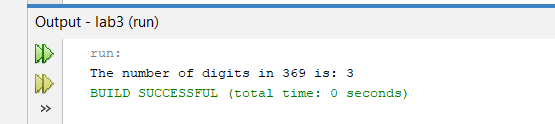 Output - lab3 (run)
run:
The number of digits in 369 is: 3
BUILD SUCCESSFUL (total time: 0 seconds)